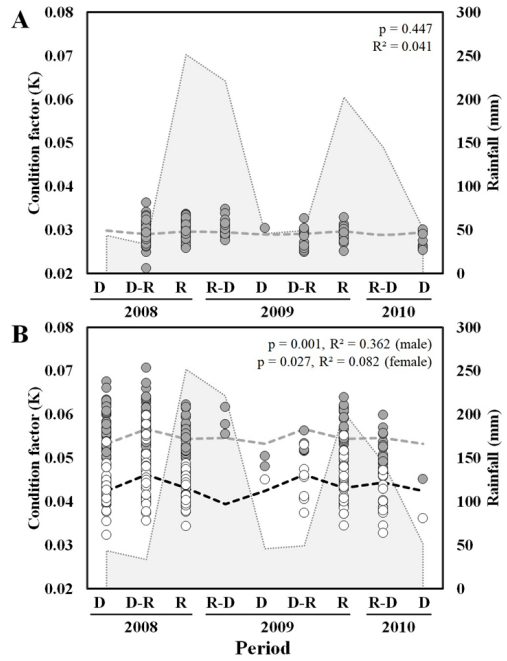 A
0.08
0.07
0.06
0.05
0.04
0.03
0.02
Condition factor (K)
300
250
200
150
100
50
0
Rainfall (mm)
p = 0.447
R² = 0.041
D D-R R R-D D D-R R R-D D
2008 2009 2010
B
0.08
0.07
0.06
0.05
0.04
0.03
0.02
Condition factor (K)
300
250
200
150
100
50
0
Rainfall (mm)
p = 0.001, R² = 0.362 (male)
p = 0.027, R² = 0.082 (female)
D D-R R R-D D D-R R R-D D
2008 2009 2010
Period